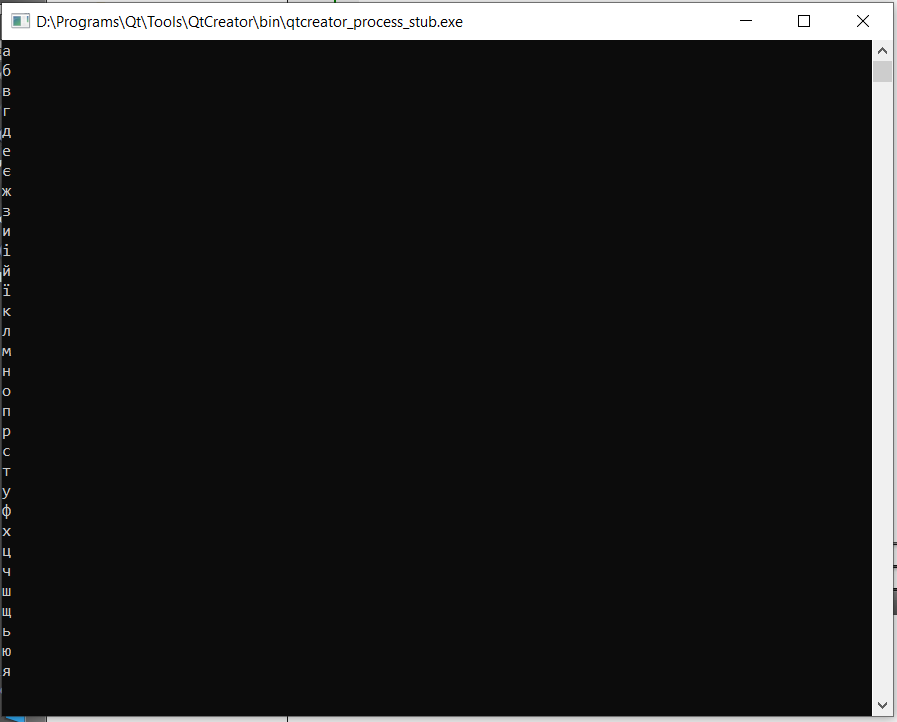 D:\Programs\Qt\Tools\QtCreator\bin\qtcreator_process_stub.exe
а
б
в
г
д
е
є
ж
з
и
і
й
ї
к
л
м
н
о
п
р
с
т
у
ф
х
ц
ч
ш
щ
ь
ю
я